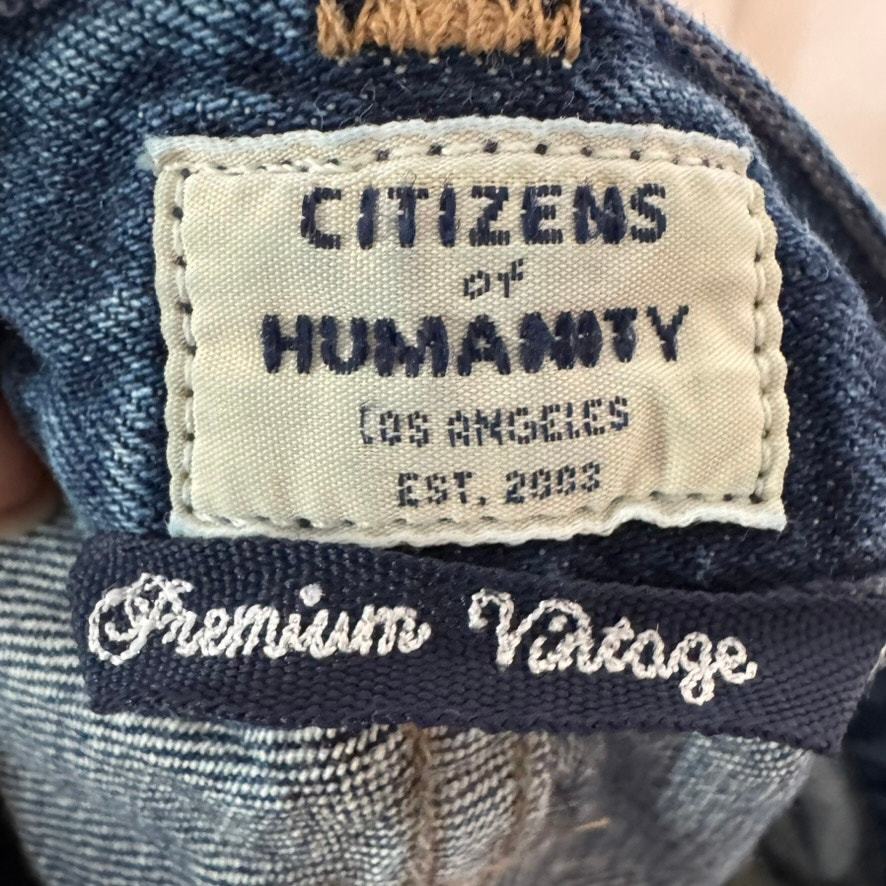 CITIZENS
OF
HUMANITY
LOS ANGELES
EST. 2003
Premium Vintage